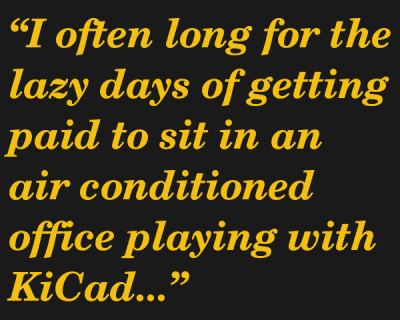 “I often long for the
lazy days of getting
paid to sit in an
air conditioned
office playing with
KiCad...”